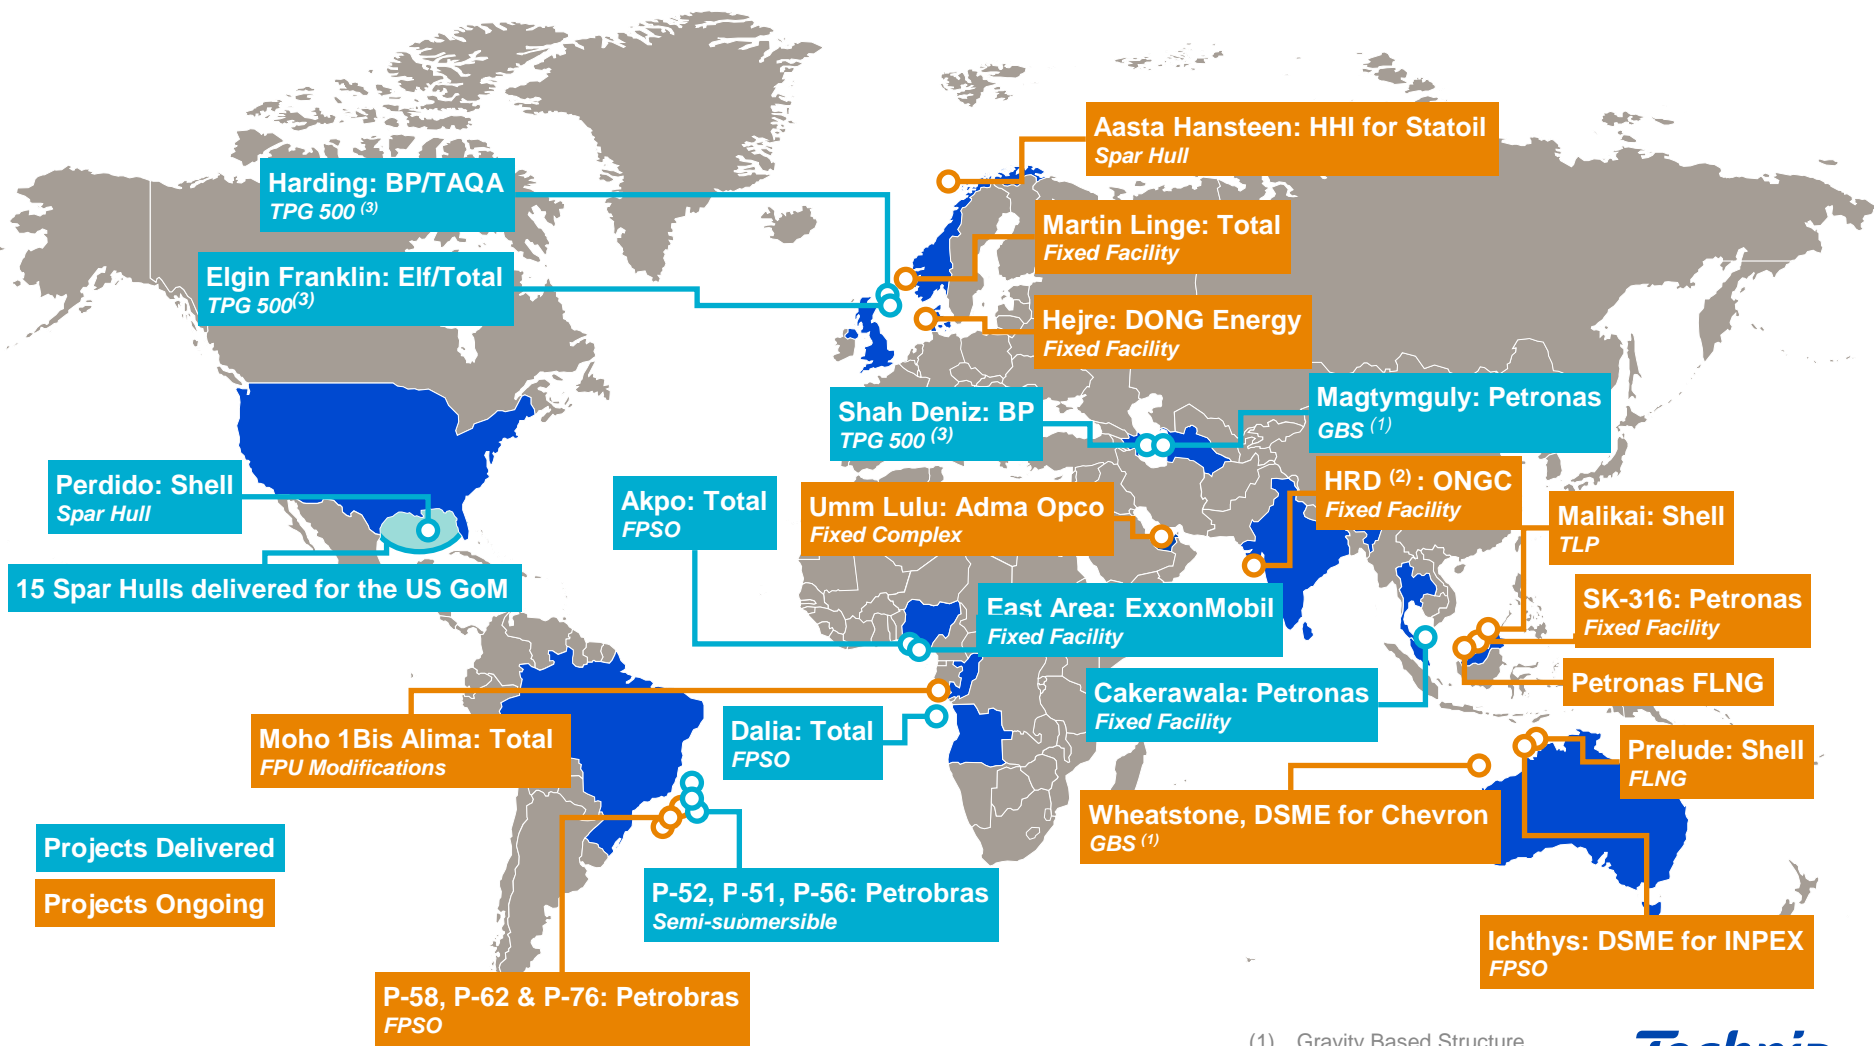 Aasta Hansteen: HHI for Statoil
Spar Hull
Harding: BP/TAQA
TPG 500 (3)
Martin Linge: Total
Fixed Facility
Elgin Franklin: Elf/Total
TPG 500(3)
Hejre: DONG Energy
Fixed Facility
Shah Deniz: BP
TPG 500 (3)
Magtymguly: Petronas
GBS (1)
Perdido: Shell
Spar Hull
Akpo: Total
FPSO
Umm Lulu: Adma Opco
Fixed Complex
HRD (2) : ONGC
Fixed Facility
Malikai: Shell
TLP
15 Spar Hulls delivered for the US GoM
East Area: ExxonMobil
Fixed Facility
SK-316: Petronas
Fixed Facility
Petronas FLNG
Cakerawala: Petronas
Fixed Facility
Moho 1Bis Alima: Total
FPU Modifications
Dalia: Total
FPSO
Prelude: Shell
FLNG
Wheatstone, DSME for Chevron
GBS (1)
Projects Delivered
Projects Ongoing
P-52, P-51, P-56: Petrobras
Semi-submersible
Ichthys: DSME for INPEX
FPSO
P-58, P-62 & P-76: Petrobras
FPSO
(1) Gravity Based Structure
Technip